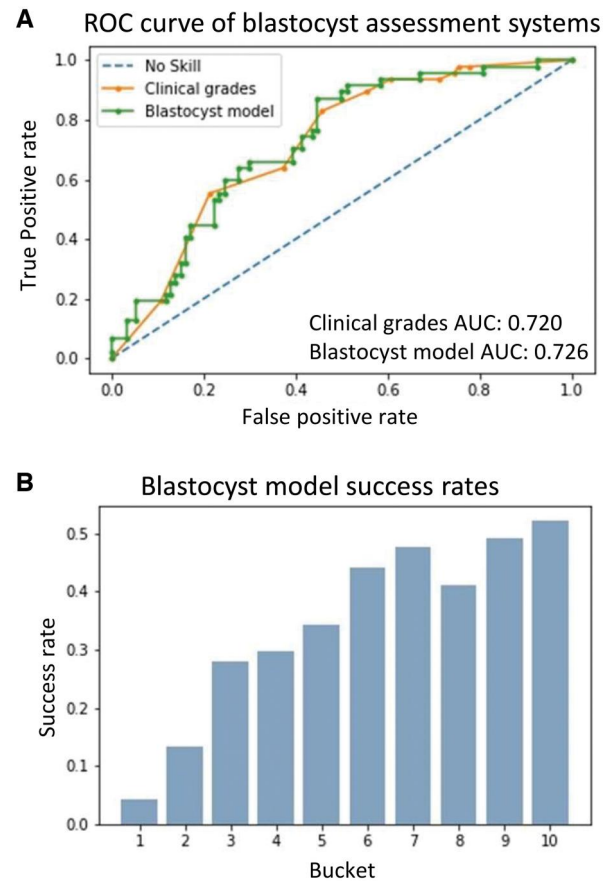 A
ROC curve of blastocyst assessment systems
No Skill
Clinical grades
Blastocyst model
1.0
0.8
0.6
0.4
0.2
0.0
True Positive rate
Clinical grades AUC: 0.720
Blastocyst model AUC: 0.726
0.0 0.2 0.4 0.6 0.8 1.0
False positive rate
B
Blastocyst model success rates
0.5
0.4
0.3
0.2
0.1
0.0
Success rate
1 2 3 4 5 6 7 8 9 10
Bucket